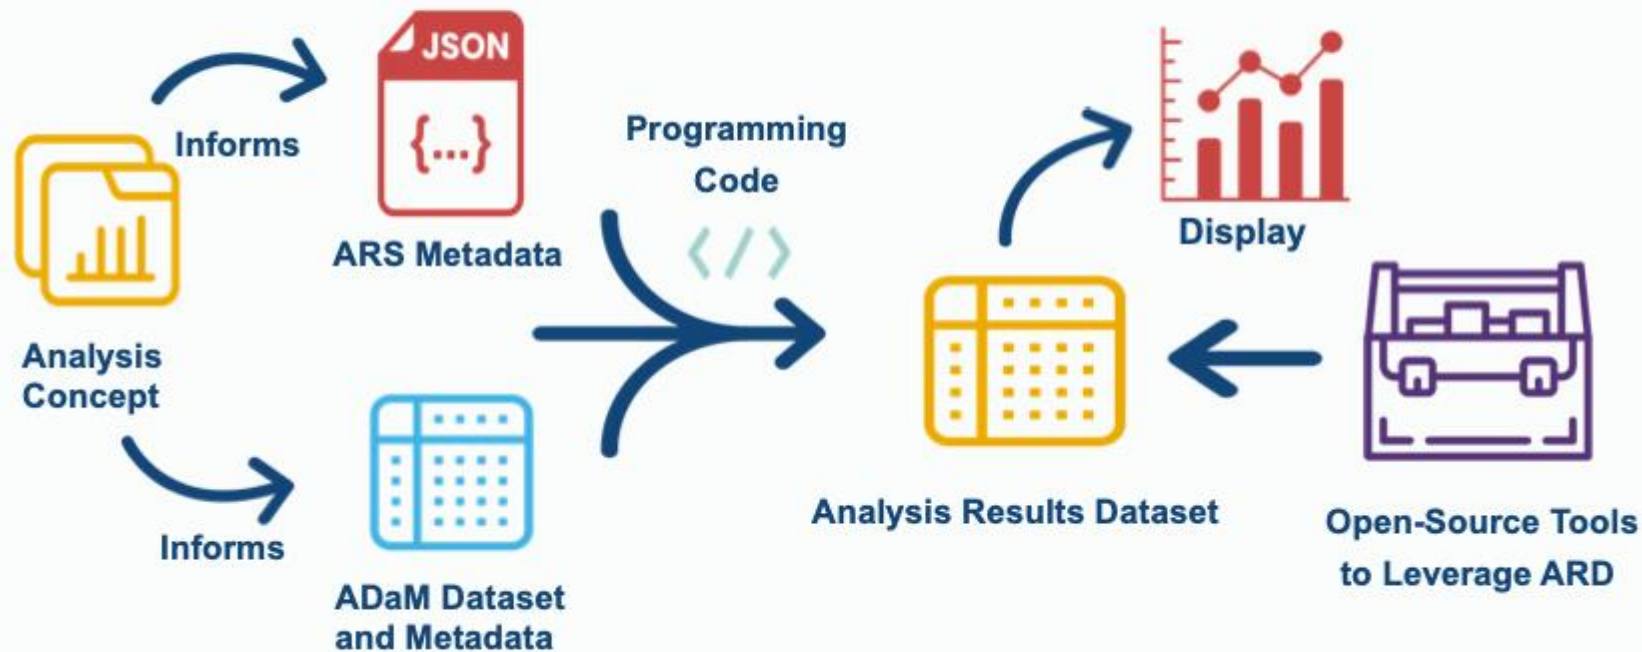 JSON
{...}
Informs
Programming
Code
</>
ARS Metadata
Display
Analysis
Concept
Informs
ADaM Dataset
and Metadata
Analysis Results Dataset
Open-Source Tools
to Leverage ARD